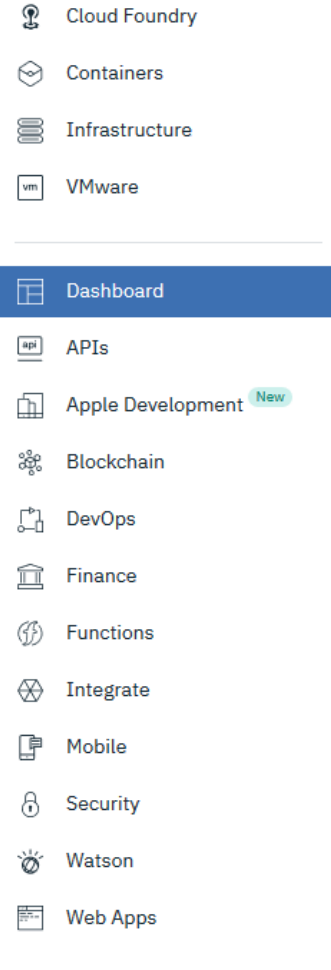 Cloud Foundry
Containers
Infrastructure
vm VMware
Dashboard
api APIs
Apple Development New
Blockchain
DevOps
Finance
Functions
Integrate
Mobile
Security
Watson
Web Apps